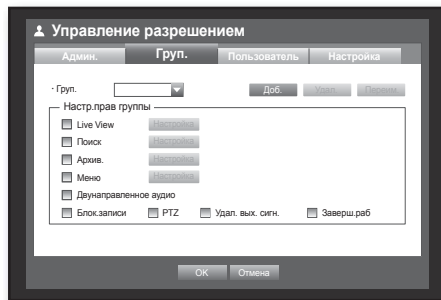 Управление разрешением
Админ. Груп. Пользователь Настройка
· Груп. Доб. Удал. Переим.
Настр.прав группы
Live View Настройка
Поиск Настройка
Архив. Настройка
Меню Настройка
Двунаправленное аудио
Блок.записи PTZ Удал. вых. сигн. Заверш.раб
OK Отмена